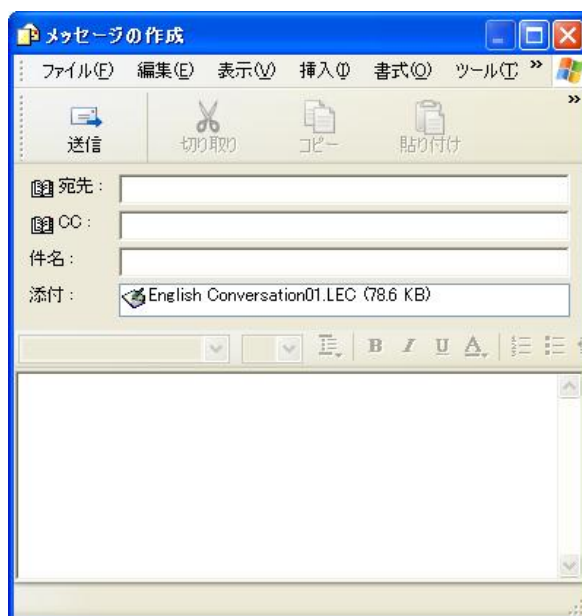 メッセージの作成
ファイル(F) 編集(E) 表示(V) 挿入(I) 書式(O) ツール(T »
»
送信 切り取り コピー 貼り付け
宛先:
CC:
件名:
添付: English Conversation01.LEC (78.6 KB)
B I U A